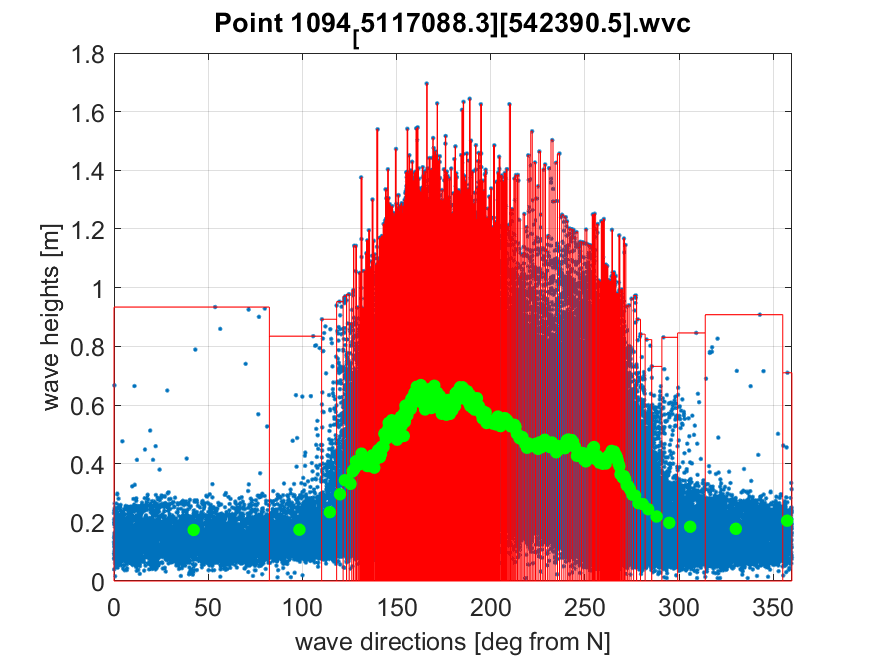 Point 1094[5117088.3][542390.5].wvc
1.8
1.6
1.4
1.2
1
0.8
0.6
0.4
0.2
0
wave heights [m]
0 50 100 150 200 250 300 350
wave directions [deg from N]